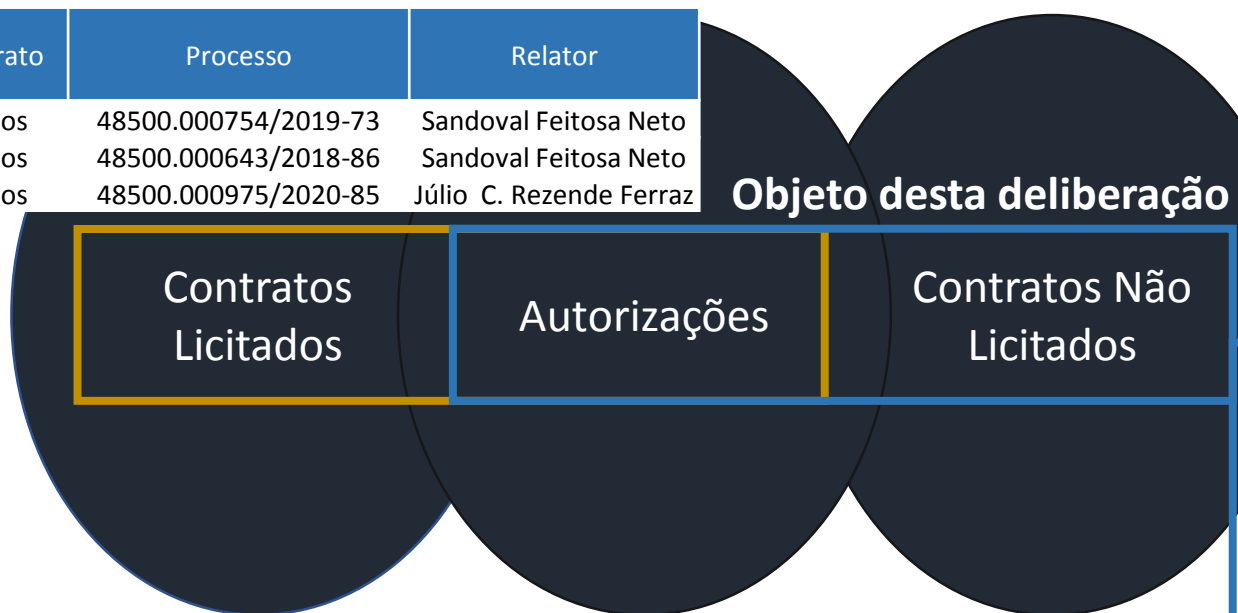 rato Processo Relator
os 48500.000754/2019-73 Sandoval Feitosa Neto
os 48500.000643/2018-86 Sandoval Feitosa Neto
os 48500.000975/2020-85 Júlio C. Rezende Ferraz
Objeto desta deliberação
Contratos
Licitados
Autorizações
Contratos Não
Licitados